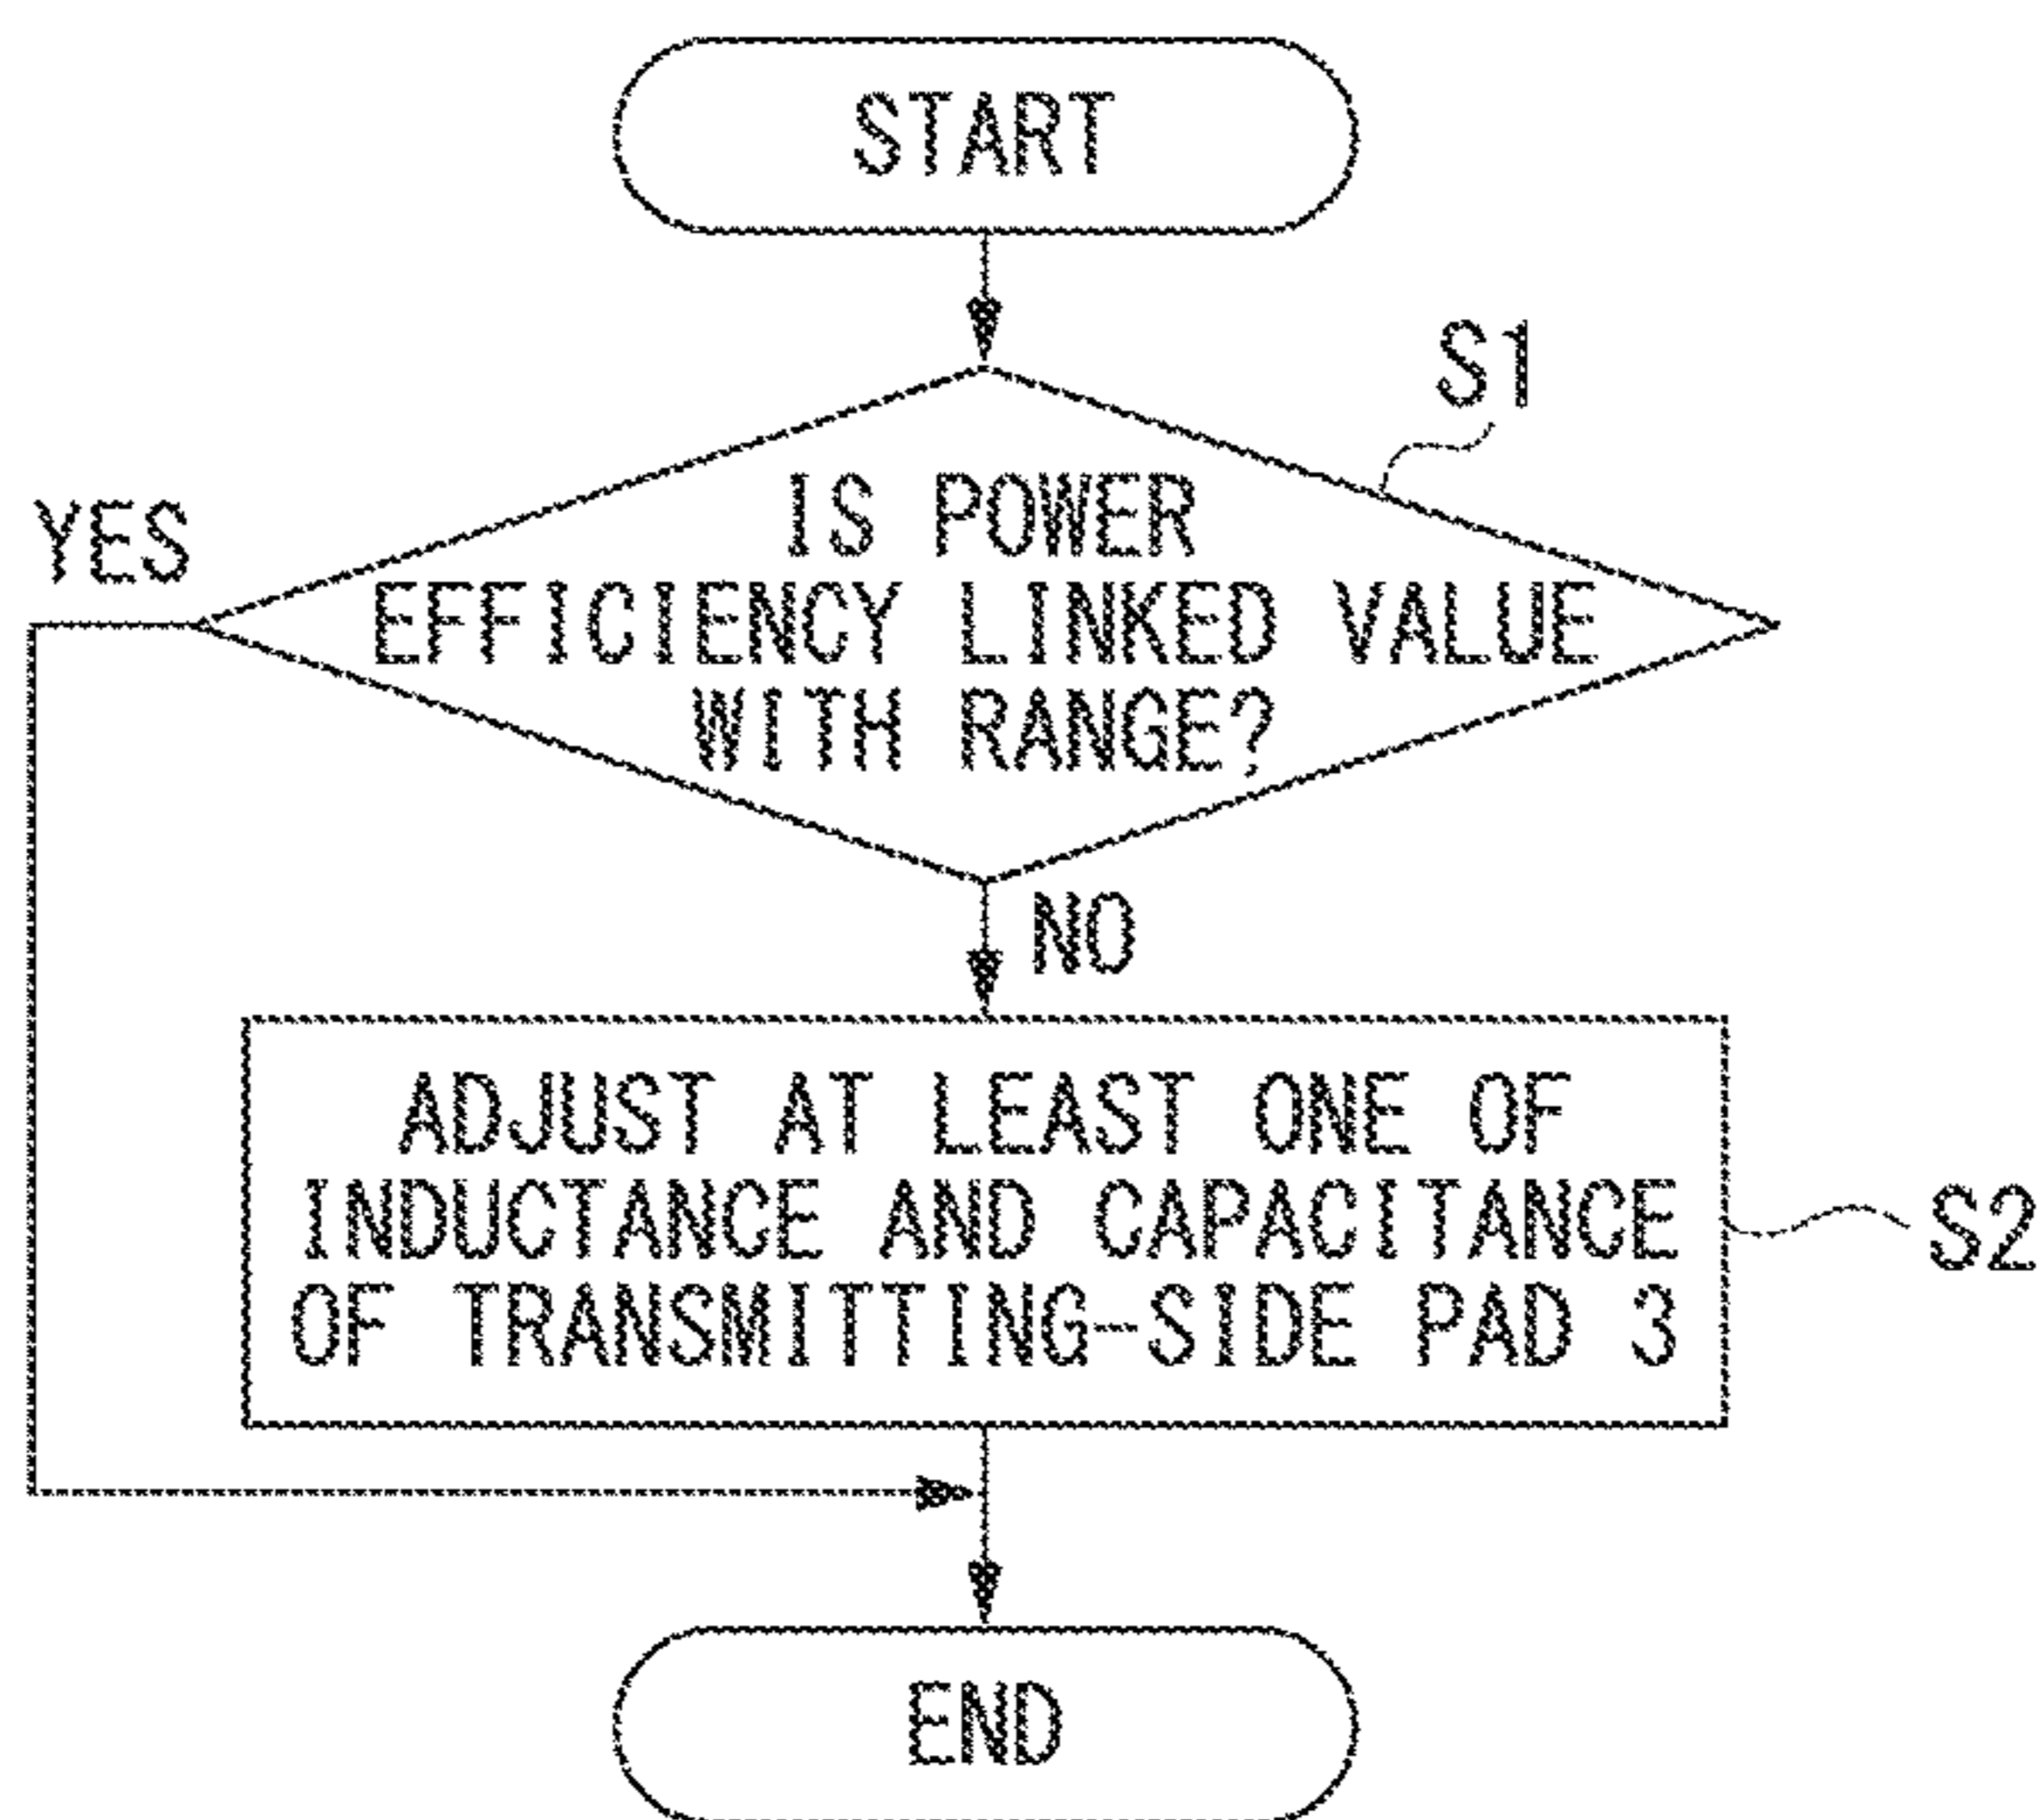 START
S1
IS POWER
YES
EFFICIENCY LINKED VALUE
WITH RANGE?
NO
ADJUST AT LEAST ONE OF
INDUCTANCE AND CAPACITANCE
S2
OF TRANSMITTING-SIDE PAD 3
END